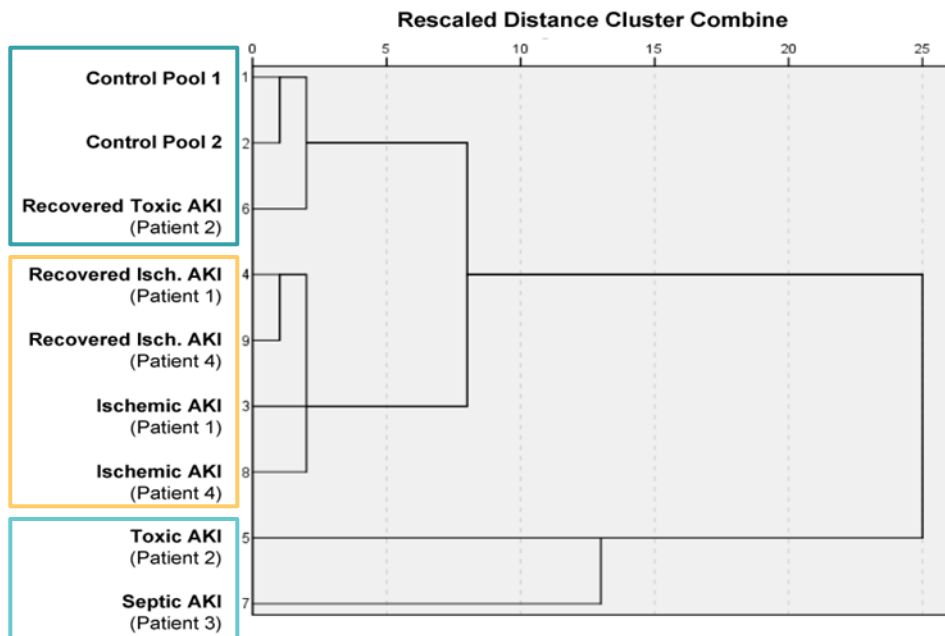 Rescaled Distance Cluster Combine
0 5 10 15 20 25
Control Pool 1 1
Control Pool 2 2
Recovered Toxic AKI 6
(Patient 2)
Recovered Isch. AKI 4
(Patient 1)
Recovered Isch. AKI 9
(Patient 4)
Ischemic AKI 3
(Patient 1)
Ischemic AKI 8
(Patient 4)
Toxic AKI 5
(Patient 2)
Septic AKI 7
(Patient 3)